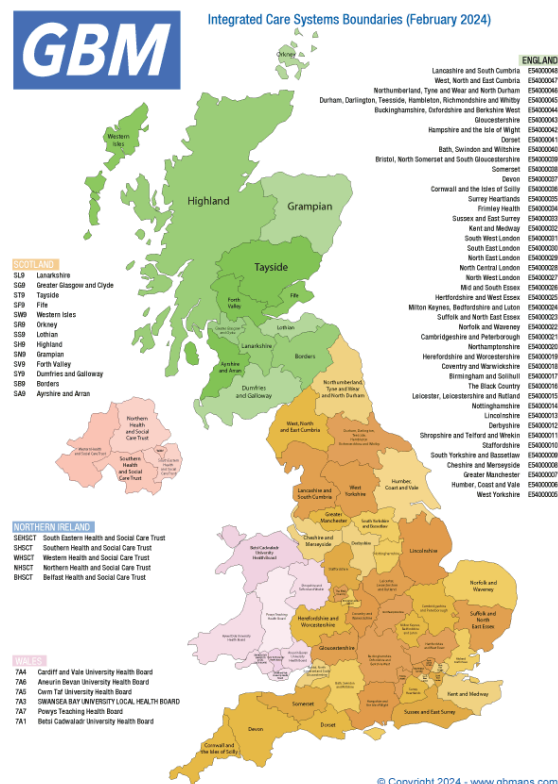 GBM
Integrated Care Systems Boundaries (February 2024)
ENGLAND
Lancashire and South Cumbria E54000048
West, North and East Cumbria E54000047
Northumberland, Tyne and Wear and North Durham E54000046
Durham, Darlington, Teesside, Hambleton, Richmondshire and Whitby E54000045
Buckinghamshire, Oxfordshire and Berkshire West E54000044
Gloucestershire E54000043
Hampshire and the Isle of Wight E54000042
Dorset E54000041
Bath, Swindon and Wiltshire E54000040
Bristol, North Somerset and South Gloucestershire E54000039
Somerset E54000038
Devon E54000037
Cornwall and the Isles of Scilly E54000036
Surrey Heartlands E54000035
Frimley Health E54000034
Sussex and East Surrey E54000033
Kent and Medway E54000032
South West London E54000031
South East London E54000030
North East London E54000029
North Central London E54000028
North West London E54000027
Mid and South Essex E54000026
Hertfordshire and West Essex E54000025
Milton Keynes, Bedfordshire and Luton E54000024
Suffolk and North East Essex E54000023
Norfolk and Waveney E54000022
Cambridgeshire and Peterborough E54000021
Northamptonshire E54000020
Herefordshire and Worcestershire E54000019
Coventry and Warwickshire E54000018
Birmingham and Solihull E54000017
The Black Country E54000016
Leicester, Leicestershire and Rutland E54000015
Nottinghamshire E54000014
Lincolnshire E54000013
Derbyshire E54000012
Shropshire and Telford and Wrekin E54000011
Staffordshire E54000010
South Yorkshire and Bassetlaw E54000009
Cheshire and Merseyside E54000008
Greater Manchester E54000007
Humber, Coast and Vale E54000006
West Yorkshire E54000005
SCOTLAND
SL9 Lanarkshire
SG9 Greater Glasgow and Clyde
ST9 Tayside
SF9 Fife
SW9 Western Isles
SR9 Orkney
SS9 Lothian
SH9 Highland
SN9 Grampian
SV9 Forth Valley
SY9 Dumfries and Galloway
SB9 Borders
SA9 Ayrshire and Arran
NORTHERN IRELAND
SEHSCT South Eastern Health and Social Care Trust
SHSCT Southern Health and Social Care Trust
WHSCT Western Health and Social Care Trust
NHSCT Northern Health and Social Care Trust
BHSCT Belfast Health and Social Care Trust
WALES
7A4 Cardiff and Vale University Health Board
7A6 Aneurin Bevan University Health Board
7A5 Cwm Taf University Health Board
7A3 SWANSEA BAY UNIVERSITY LOCAL HEALTH BOARD
7A7 Powys Teaching Health Board
7A1 Betsi Cadwaladr University Health Board
Orkney
Western
Isles
Highland
Grampian
Tayside
Forth
Valley
Fife
Lothian
Lanarkshire
Borders
Ayrshire
and Arran
Dumfries
and Galloway
Northern
Health
and Social
Care Trust
Southern
Health
and Social
Care Trust
Northumberland,
Tyne and Wear
and North Durham
West, North
and East Cumbria
Lancashire and
South Cumbria
West
Yorkshire
Humber,
Coast and Vale
Greater
Manchester
South Yorkshire
and Bassetlaw
Cheshire and
Merseyside
Derbyshire
Lincolnshire
Betsi Cadwaladr
University
Health Board
Norfolk and
Waveney
Suffolk and
North
East Essex
Herefordshire and
Worcestershire
Gloucestershire
Kent and Medway
Sussex and East Surrey
Somerset
Dorset
Devon
Cornwall and
the Isles of Scilly
© Copyright 2024 - www.gbmaps.com